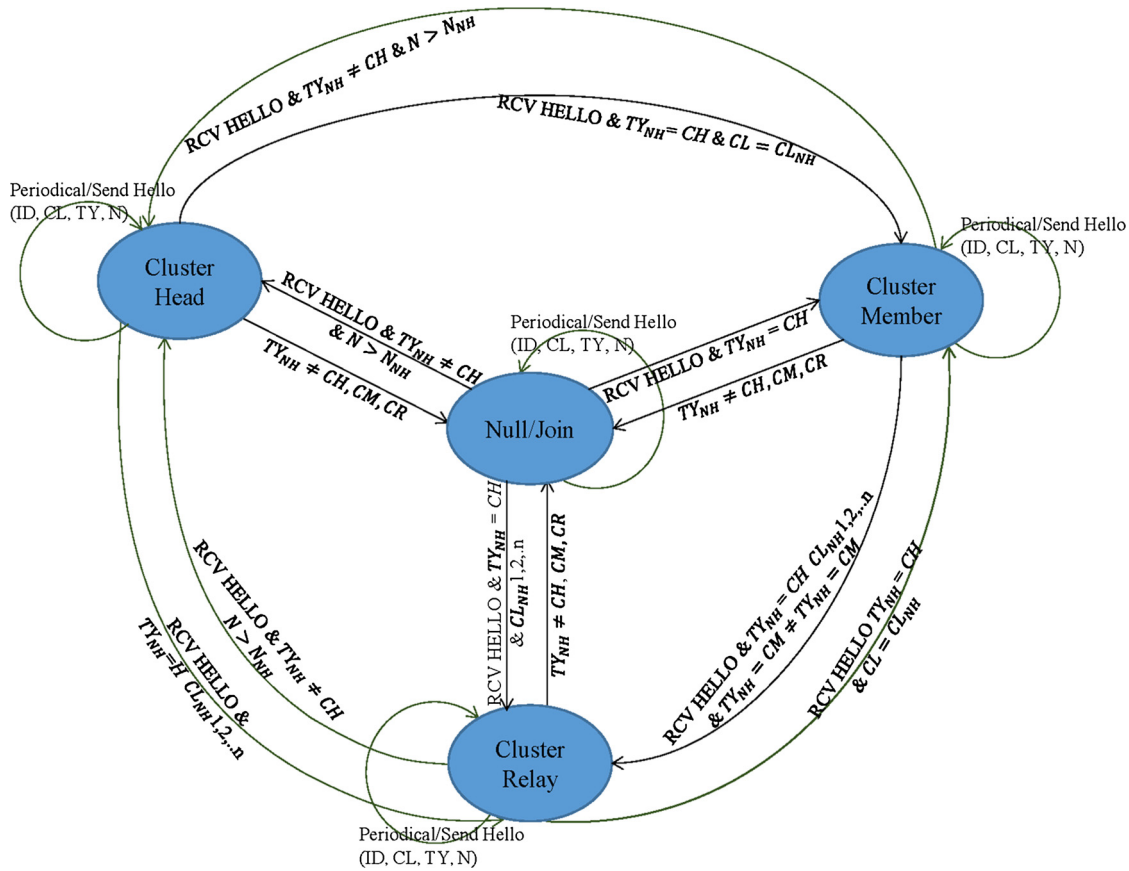 RCV HELLO & TY_NH ≠ CH & N > N_NH
RCV HELLO & TY_NH = CH & CL = CL_NH
Periodical/Send Hello
(ID, CL, TY, N)
Periodical/Send Hello
(ID, CL, TY, N)
Cluster
Head
Cluster
Member
RCV HELLO & TY_NH ≠ CH
& N > N_NH
TY_NH ≠ CH, CM, CR
Periodical/Send Hello
(ID, CL, TY, N)
RCV HELLO & TY_NH = CH
TY_NH ≠ CH, CM, CR
Null/Join
RCV HELLO & TY_NH = CH
& CL_NH 1,2,.n
TY_NH ≠ CH, CM, CR
RCV HELLO & TY_NH ≠ CH
N > N_NH
RCV HELLO &
TY_NH=H CL_NH 1,2,..n
RCV HELLO & TY_NH = CH CL_NH 1,2,..n
& TY_NH = CM ≠ TY_NH = CM
RCV HELLO TY_NH = CH
& CL = CL_NH
Cluster
Relay
Periodical/Send Hello
(ID, CL, TY, N)